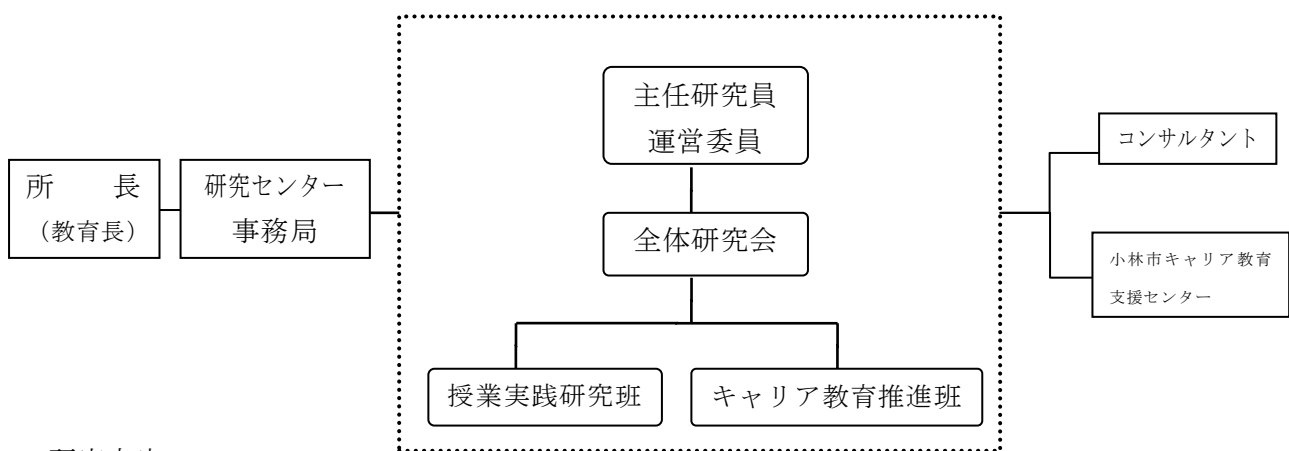 所　　長
（教育長）
研究センター
事務局
主任研究員
運営委員
全体研究会
授業実践研究班
キャリア教育推進班
コンサルタント
小林市キャリア教育
支援センター